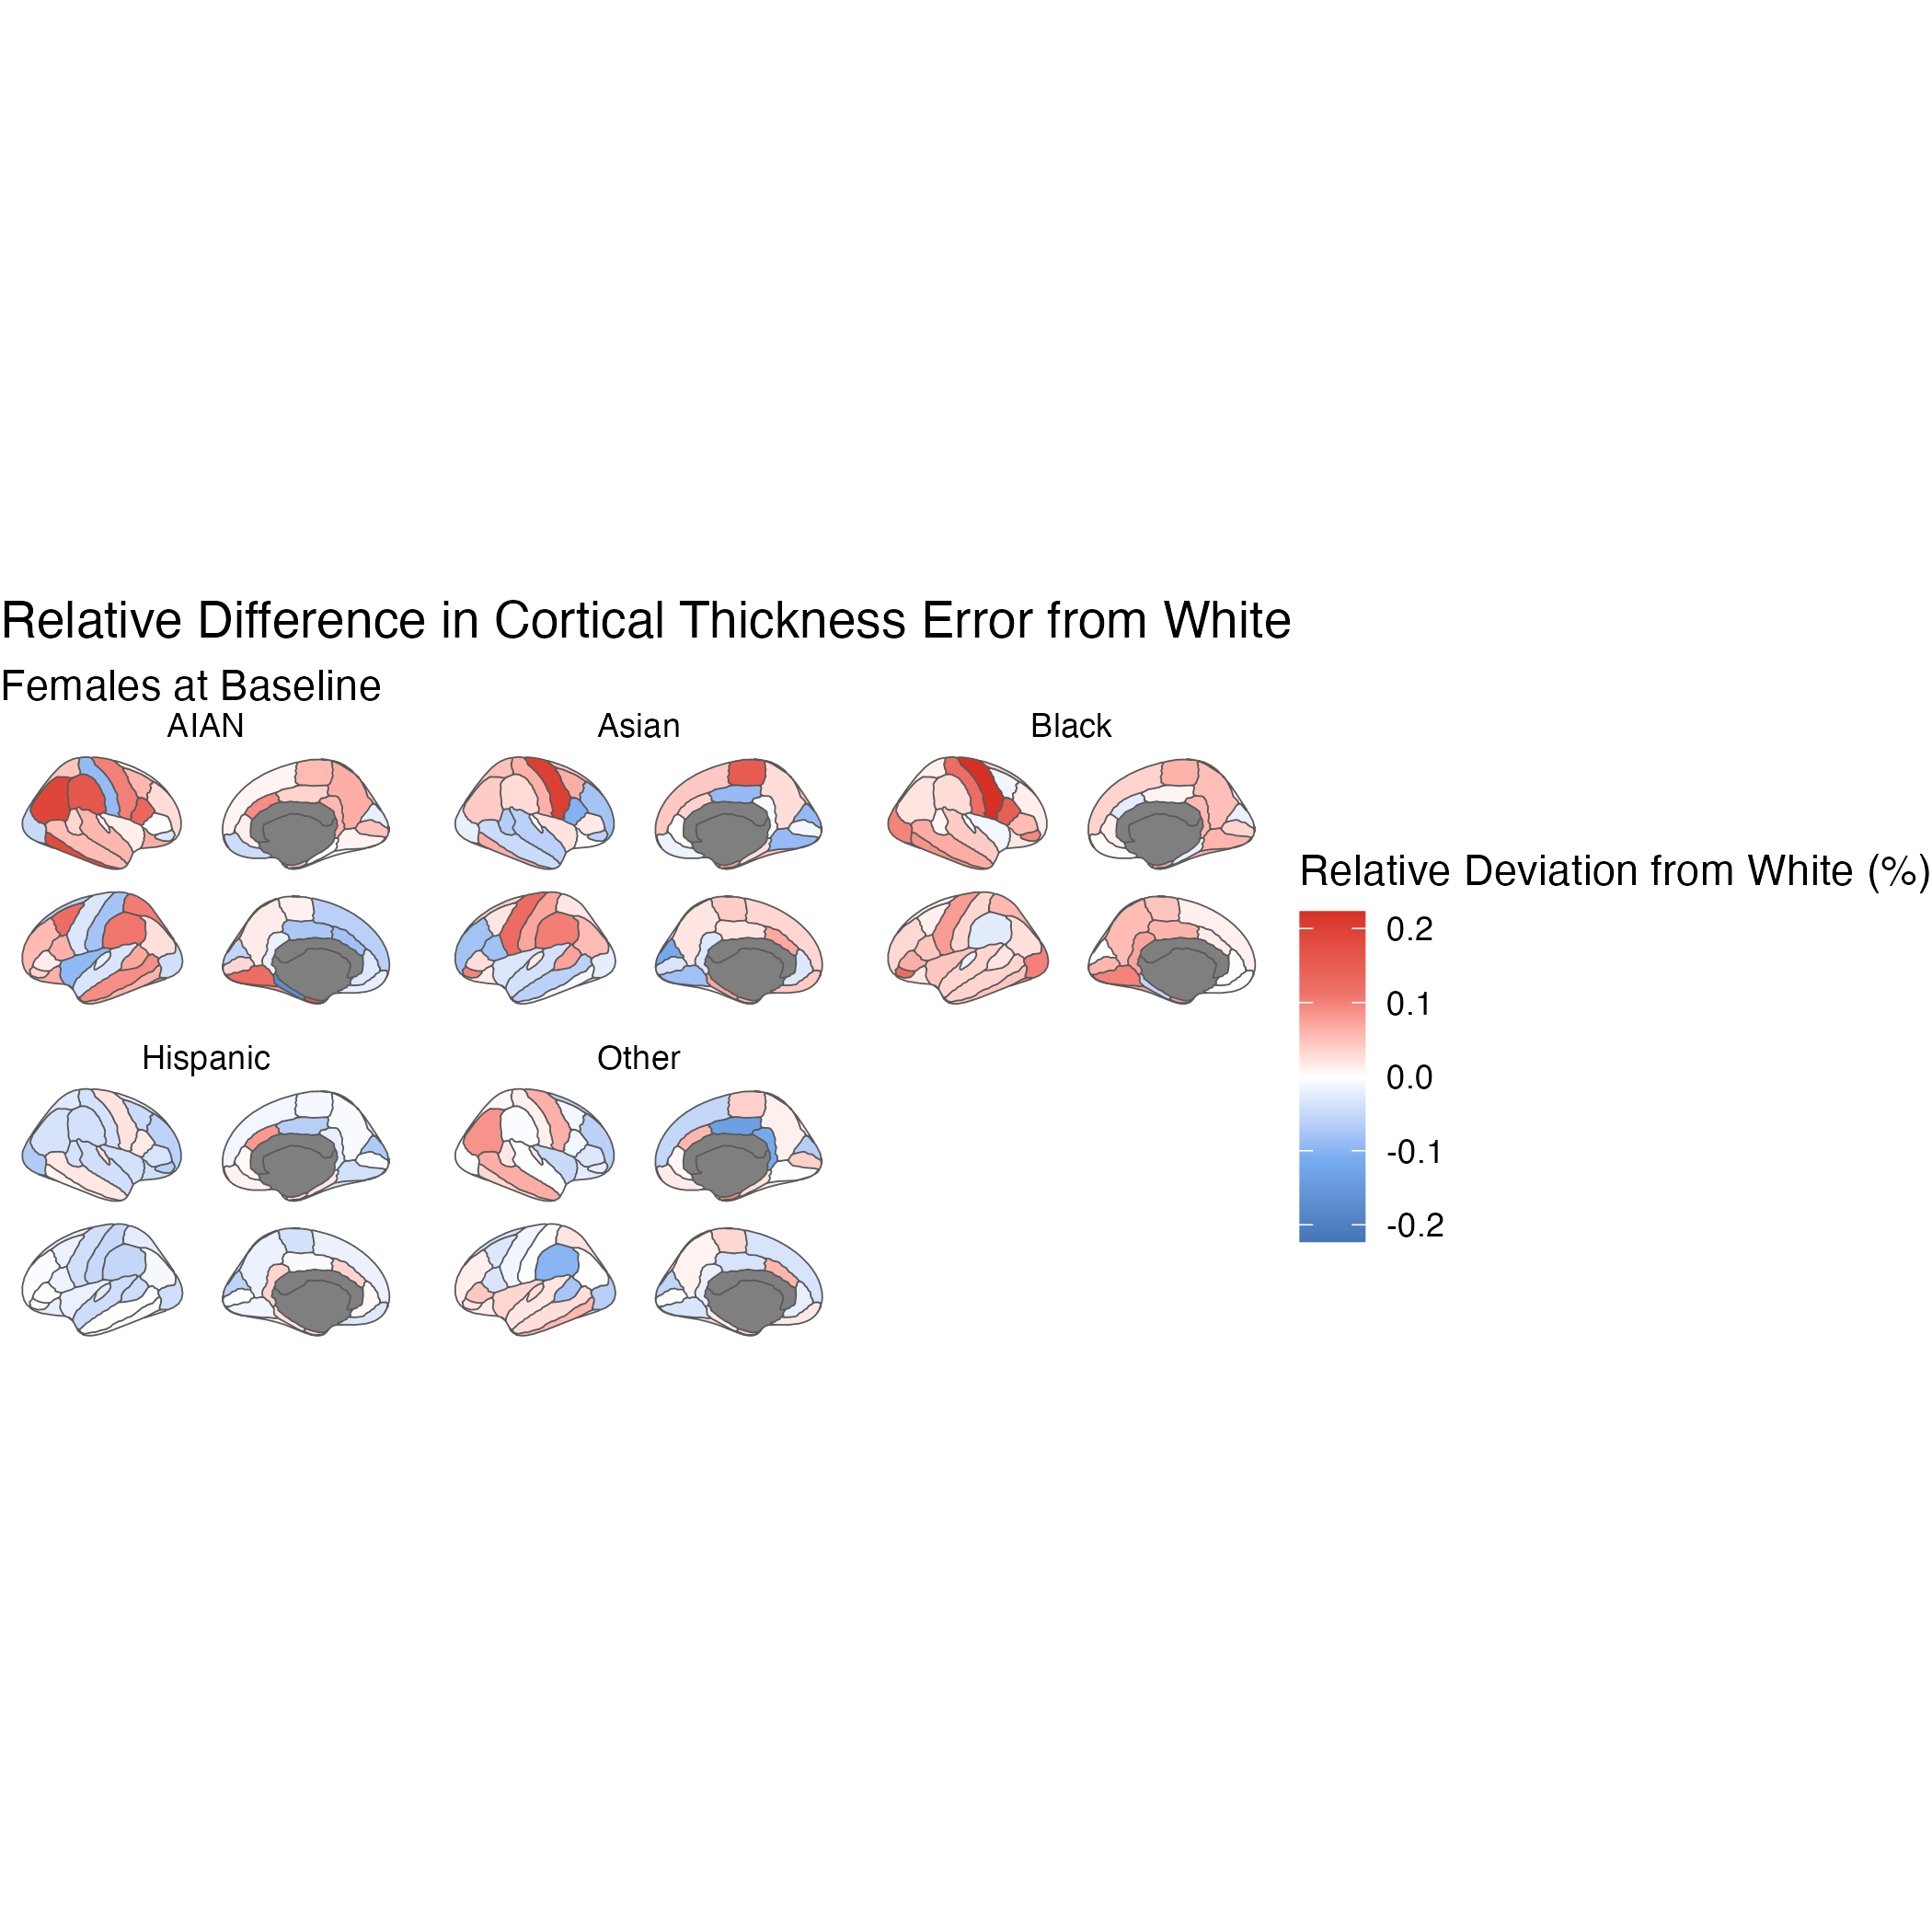 Relative Difference in Cortical Thickness Error from White
Females at Baseline
AIAN
Asian
Black
Hispanic
Other
Relative Deviation from White (%)
0.2
0.1
0.0
-0.1
-0.2